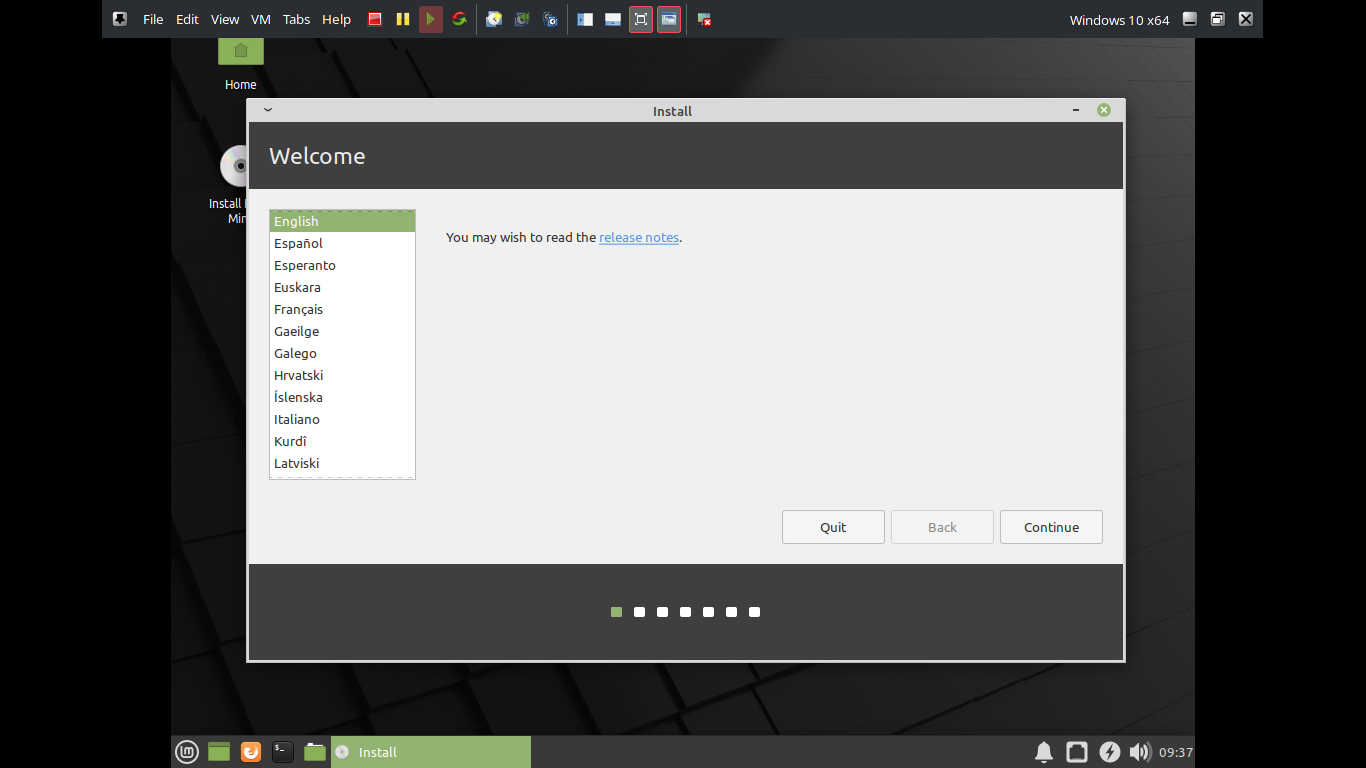 File Edit View VM Tabs Help
Windows 10 x64
Home
Install
Min
Install
Welcome
English
Español
Esperanto
Euskara
Français
Gaeilge
Galego
Hrvatski
Íslenska
Italiano
Kurdî
Latviski
You may wish to read the release notes.
Quit Back Continue
Install
09:37